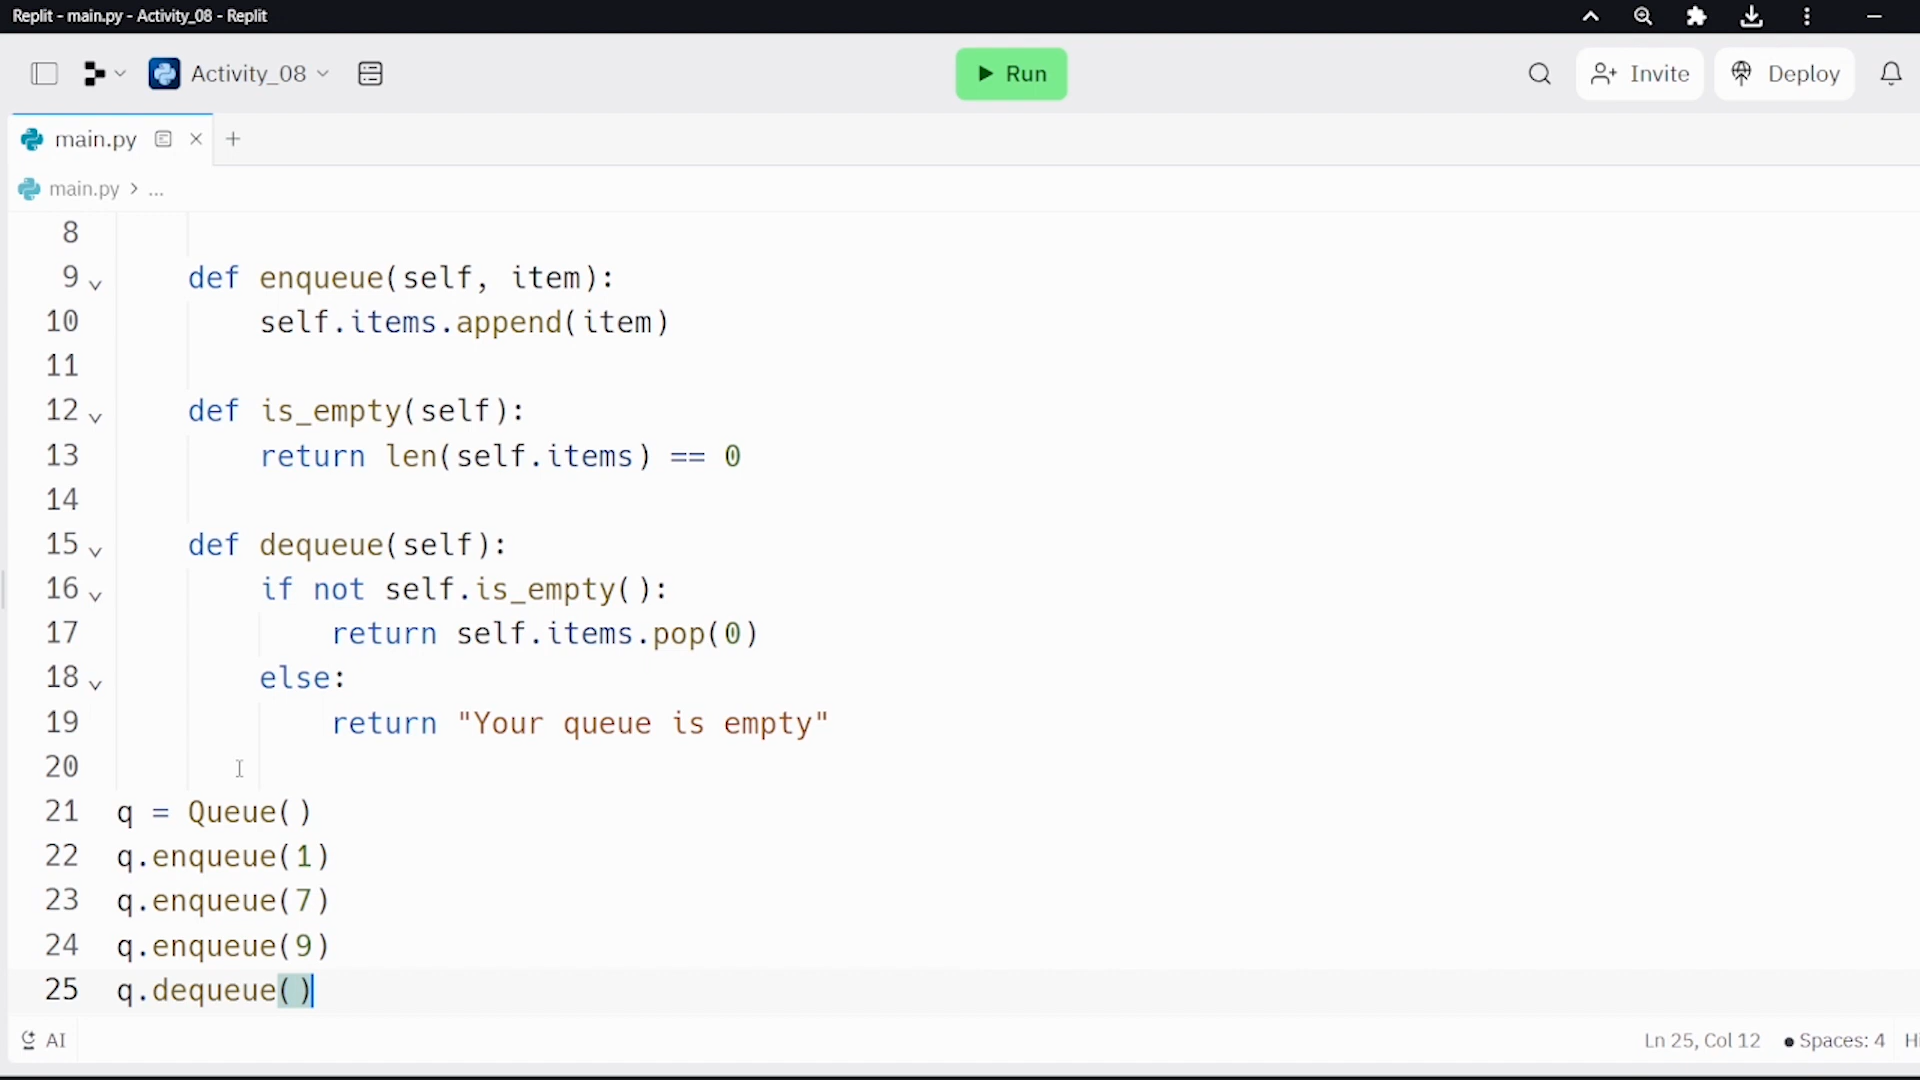 Replit - main.py - Activity_08 - Replit
Activity_08
Run
Invite
Deploy
main.py
main.py > ...
8
9 def enqueue(self, item):
10 self.items.append(item)
11
12 def is_empty(self):
13 return len(self.items) == 0
14
15 def dequeue(self):
16 if not self.is_empty():
17 return self.items.pop(0)
18 else:
19 return "Your queue is empty"
20
21 q = Queue()
22 q.enqueue(1)
23 q.enqueue(7)
24 q.enqueue(9)
25 q.dequeue()
AI
Ln 25, Col 12
Spaces: 4